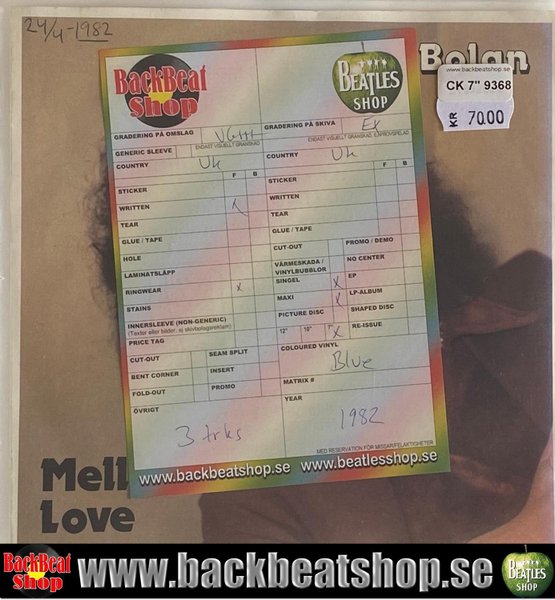 24/4-1982
Bolan
BackBeat Shop
BEATLES SHOP
www.backbeatshop.se
CK 7" 9368
KR 7000
GRADERING PÅ OMSLAG VG+++
GRADERING PÅ SKIVA Ex
ENDAST VISUELLT GRANSKAD
ENDAST VISUELLT GRANSKAD, EJ PROVSPELAD
GENERIC SLEEVE
COUNTRY Uk
COUNTRY Uk
F B
F B
STICKER
STICKER
WRITTEN
WRITTEN
TEAR
TEAR
GLUE / TAPE
GLUE / TAPE
HOLE
CUT-OUT
PROMO / DEMO
LAMINATSLÄPP
VÄRMESKADA / VINYLBUBBLOR
NO CENTER
RINGWEAR x
SINGEL x
EP
STAINS
MAXI x
LP-ALBUM
INNERSLEEVE (NON-GENERIC)
(Texter eller bilder, ej skivbolagsreklam)
PICTURE DISC
SHAPED DISC
12" 10" 7" x
RE-ISSUE
PRICE TAG
COLOURED VINYL
Blue
CUT-OUT
SEAM SPLIT
BENT CORNER
INSERT
MATRIX #
FOLD-OUT
PROMO
YEAR
ÖVRIGT
1982
3 trks
MED RESERVATION FÖR MISSAR/FELAKTIGHETER
www.backbeatshop.se www.beatlesshop.se
Mell
Love
BackBeat Shop www.backbeatshop.se BEATLES SHOP